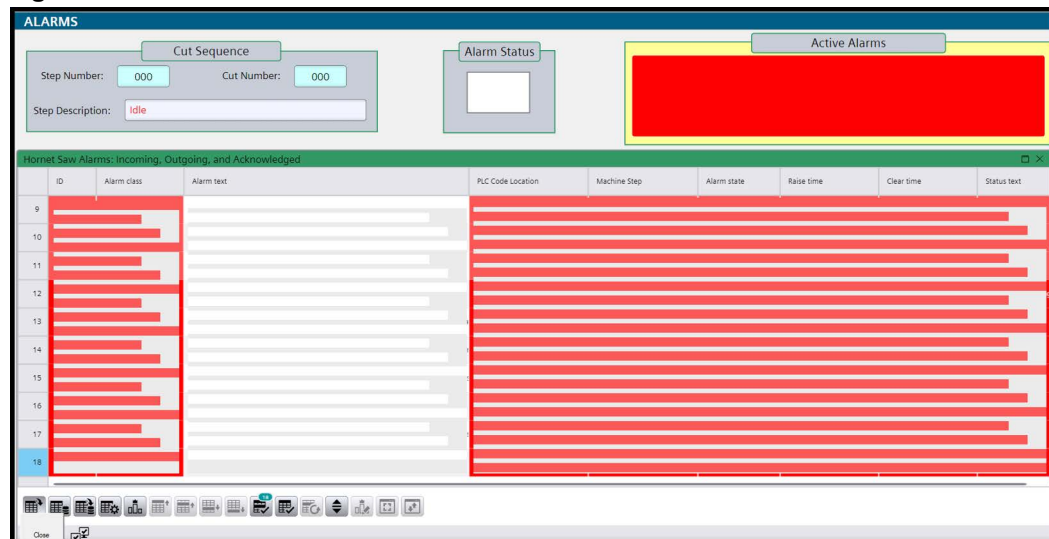 ALARMS
Cut Sequence
Alarm Status
Active Alarms
Step Number: 000 Cut Number: 000
Step Description: Idle
Hornet Saw Alarms: Incoming, Outgoing, and Acknowledged
ID Alarm class Alarm text PLC Code Location Machine Step Alarm state Raise time Clear time Status text
9
10
11
12
13
14
15
16
17
18
18
Close